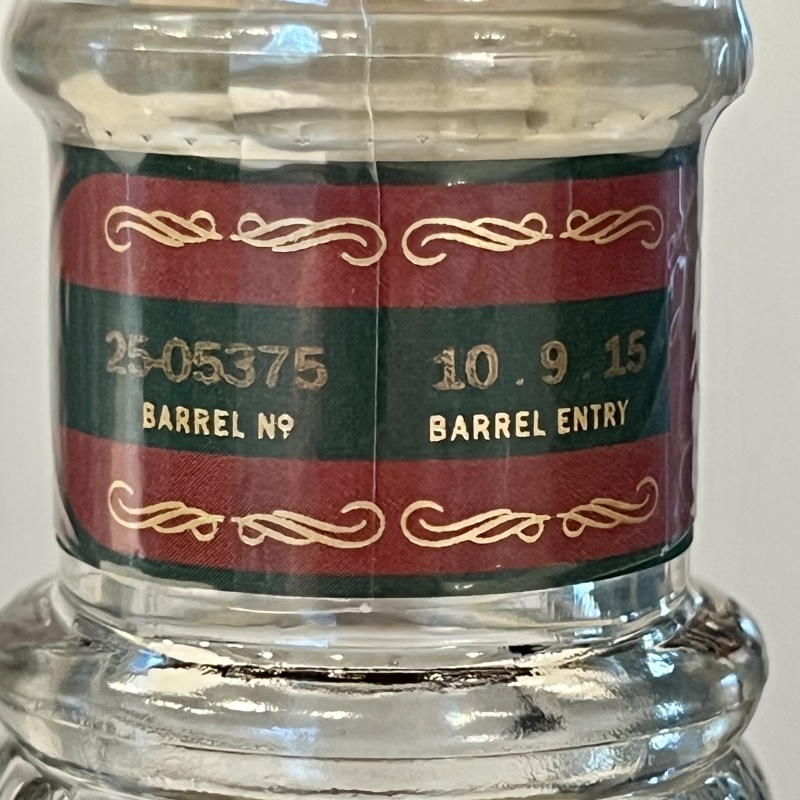 25-05375 10 . 9 . 15
BARREL Nº BARREL ENTRY